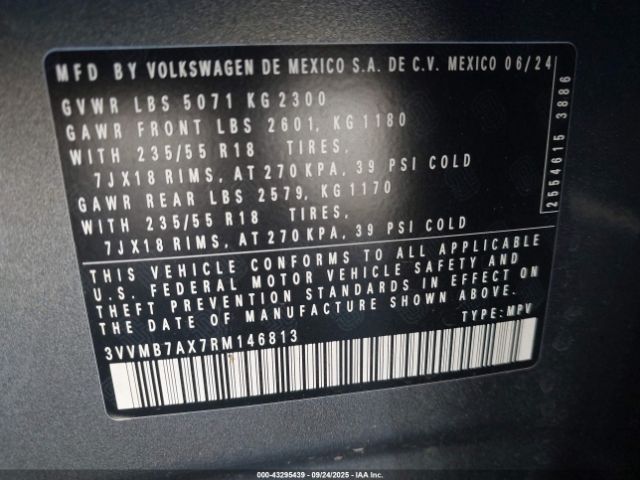 MFD BY VOLKSWAGEN DE MEXICO S.A. DE C.V. MEXICO 06/24
GVWR LBS 5071 KG 2300
GAWR FRONT LBS 2601, KG 1180
WITH 235/55 R18 TIRES,
7JX18 RIMS, AT 270 KPA, 39 PSI COLD
GAWR REAR LBS 2579, KG 1170
WITH 235/55 R18 TIRES,
7JX18 RIMS, AT 270 KPA, 39 PSI COLD
THIS VEHICLE CONFORMS TO ALL APPLICABLE
U.S. FEDERAL MOTOR VEHICLE SAFETY AND
THEFT PREVENTION STANDARDS IN EFFECT ON
THE DATE OF MANUFACTURE SHOWN ABOVE.
3VVMB7AX7RM146813
TYPE: MPV
2554615 3886
000-43295439 - 09/24/2025 - IAA Inc.